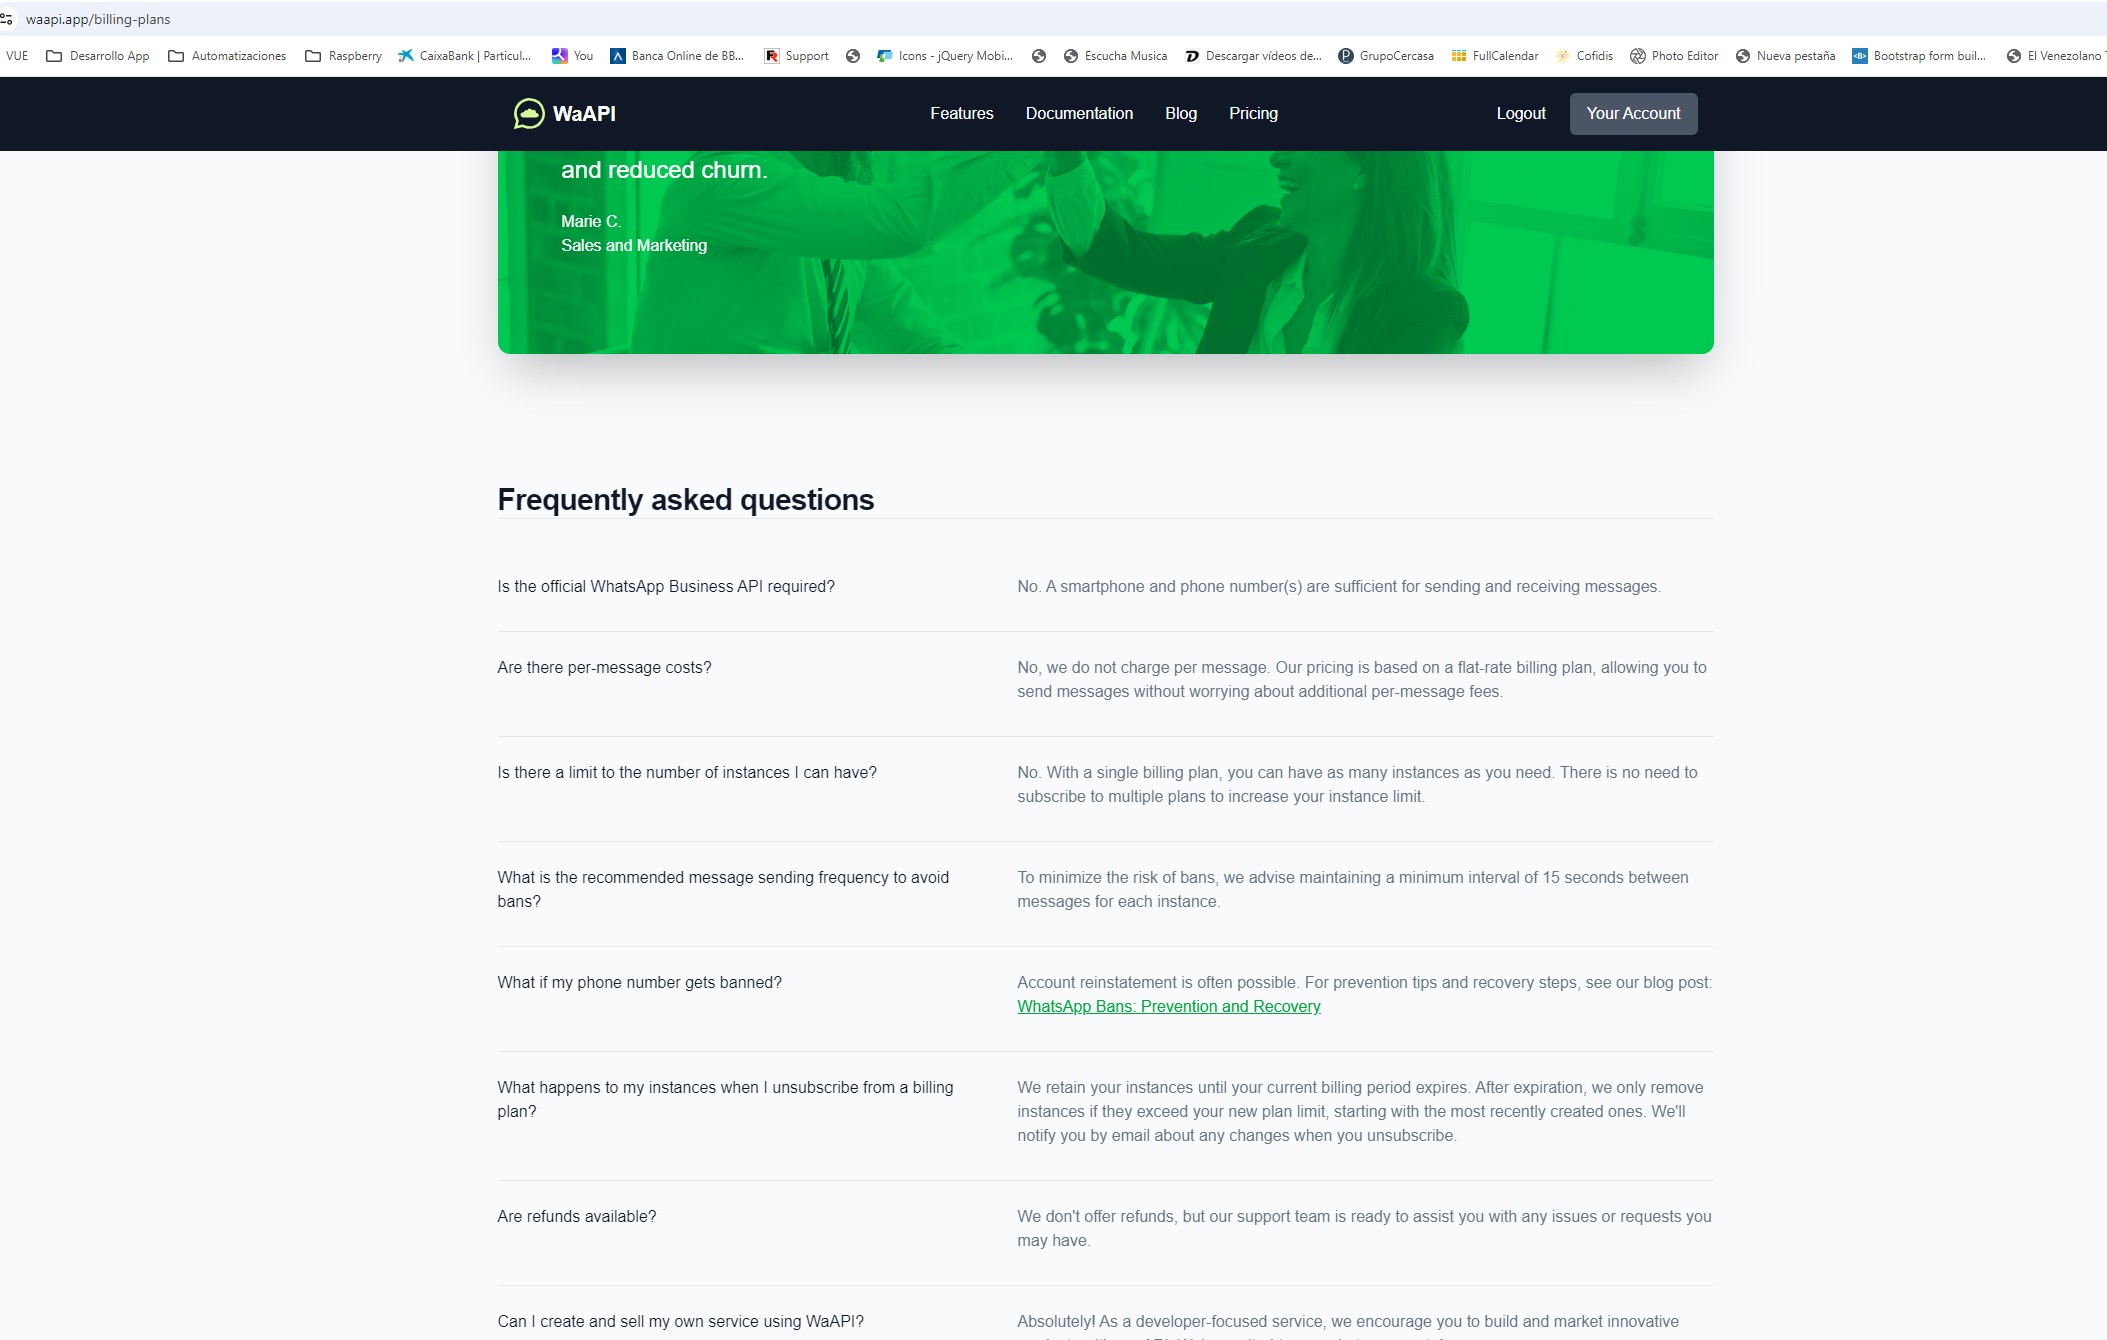 waapi.app/billing-plans
VUE Desarrollo App Automatizaciones Raspberry CaixaBank | Particul... You Banca Online de BB... Support Icons - jQuery Mobi... Escucha Musica Descargar vídeos de... GrupoCercasa FullCalendar Cofidis Photo Editor Nueva pestaña Bootstrap form buil... El Venezolano
WaAPI Features Documentation Blog Pricing Logout Your Account
and reduced churn.
Marie C.
Sales and Marketing
Frequently asked questions
Is the official WhatsApp Business API required?
No. A smartphone and phone number(s) are sufficient for sending and receiving messages.
Are there per-message costs?
No, we do not charge per message. Our pricing is based on a flat-rate billing plan, allowing you to
send messages without worrying about additional per-message fees.
Is there a limit to the number of instances I can have?
No. With a single billing plan, you can have as many instances as you need. There is no need to
subscribe to multiple plans to increase your instance limit.
What is the recommended message sending frequency to avoid
bans?
To minimize the risk of bans, we advise maintaining a minimum interval of 15 seconds between
messages for each instance.
What if my phone number gets banned?
Account reinstatement is often possible. For prevention tips and recovery steps, see our blog post:
WhatsApp Bans: Prevention and Recovery
What happens to my instances when I unsubscribe from a billing
plan?
We retain your instances until your current billing period expires. After expiration, we only remove
instances if they exceed your new plan limit, starting with the most recently created ones. We'll
notify you by email about any changes when you unsubscribe.
Are refunds available?
We don't offer refunds, but our support team is ready to assist you with any issues or requests you
may have.
Can I create and sell my own service using WaAPI?
Absolutely! As a developer-focused service, we encourage you to build and market innovative